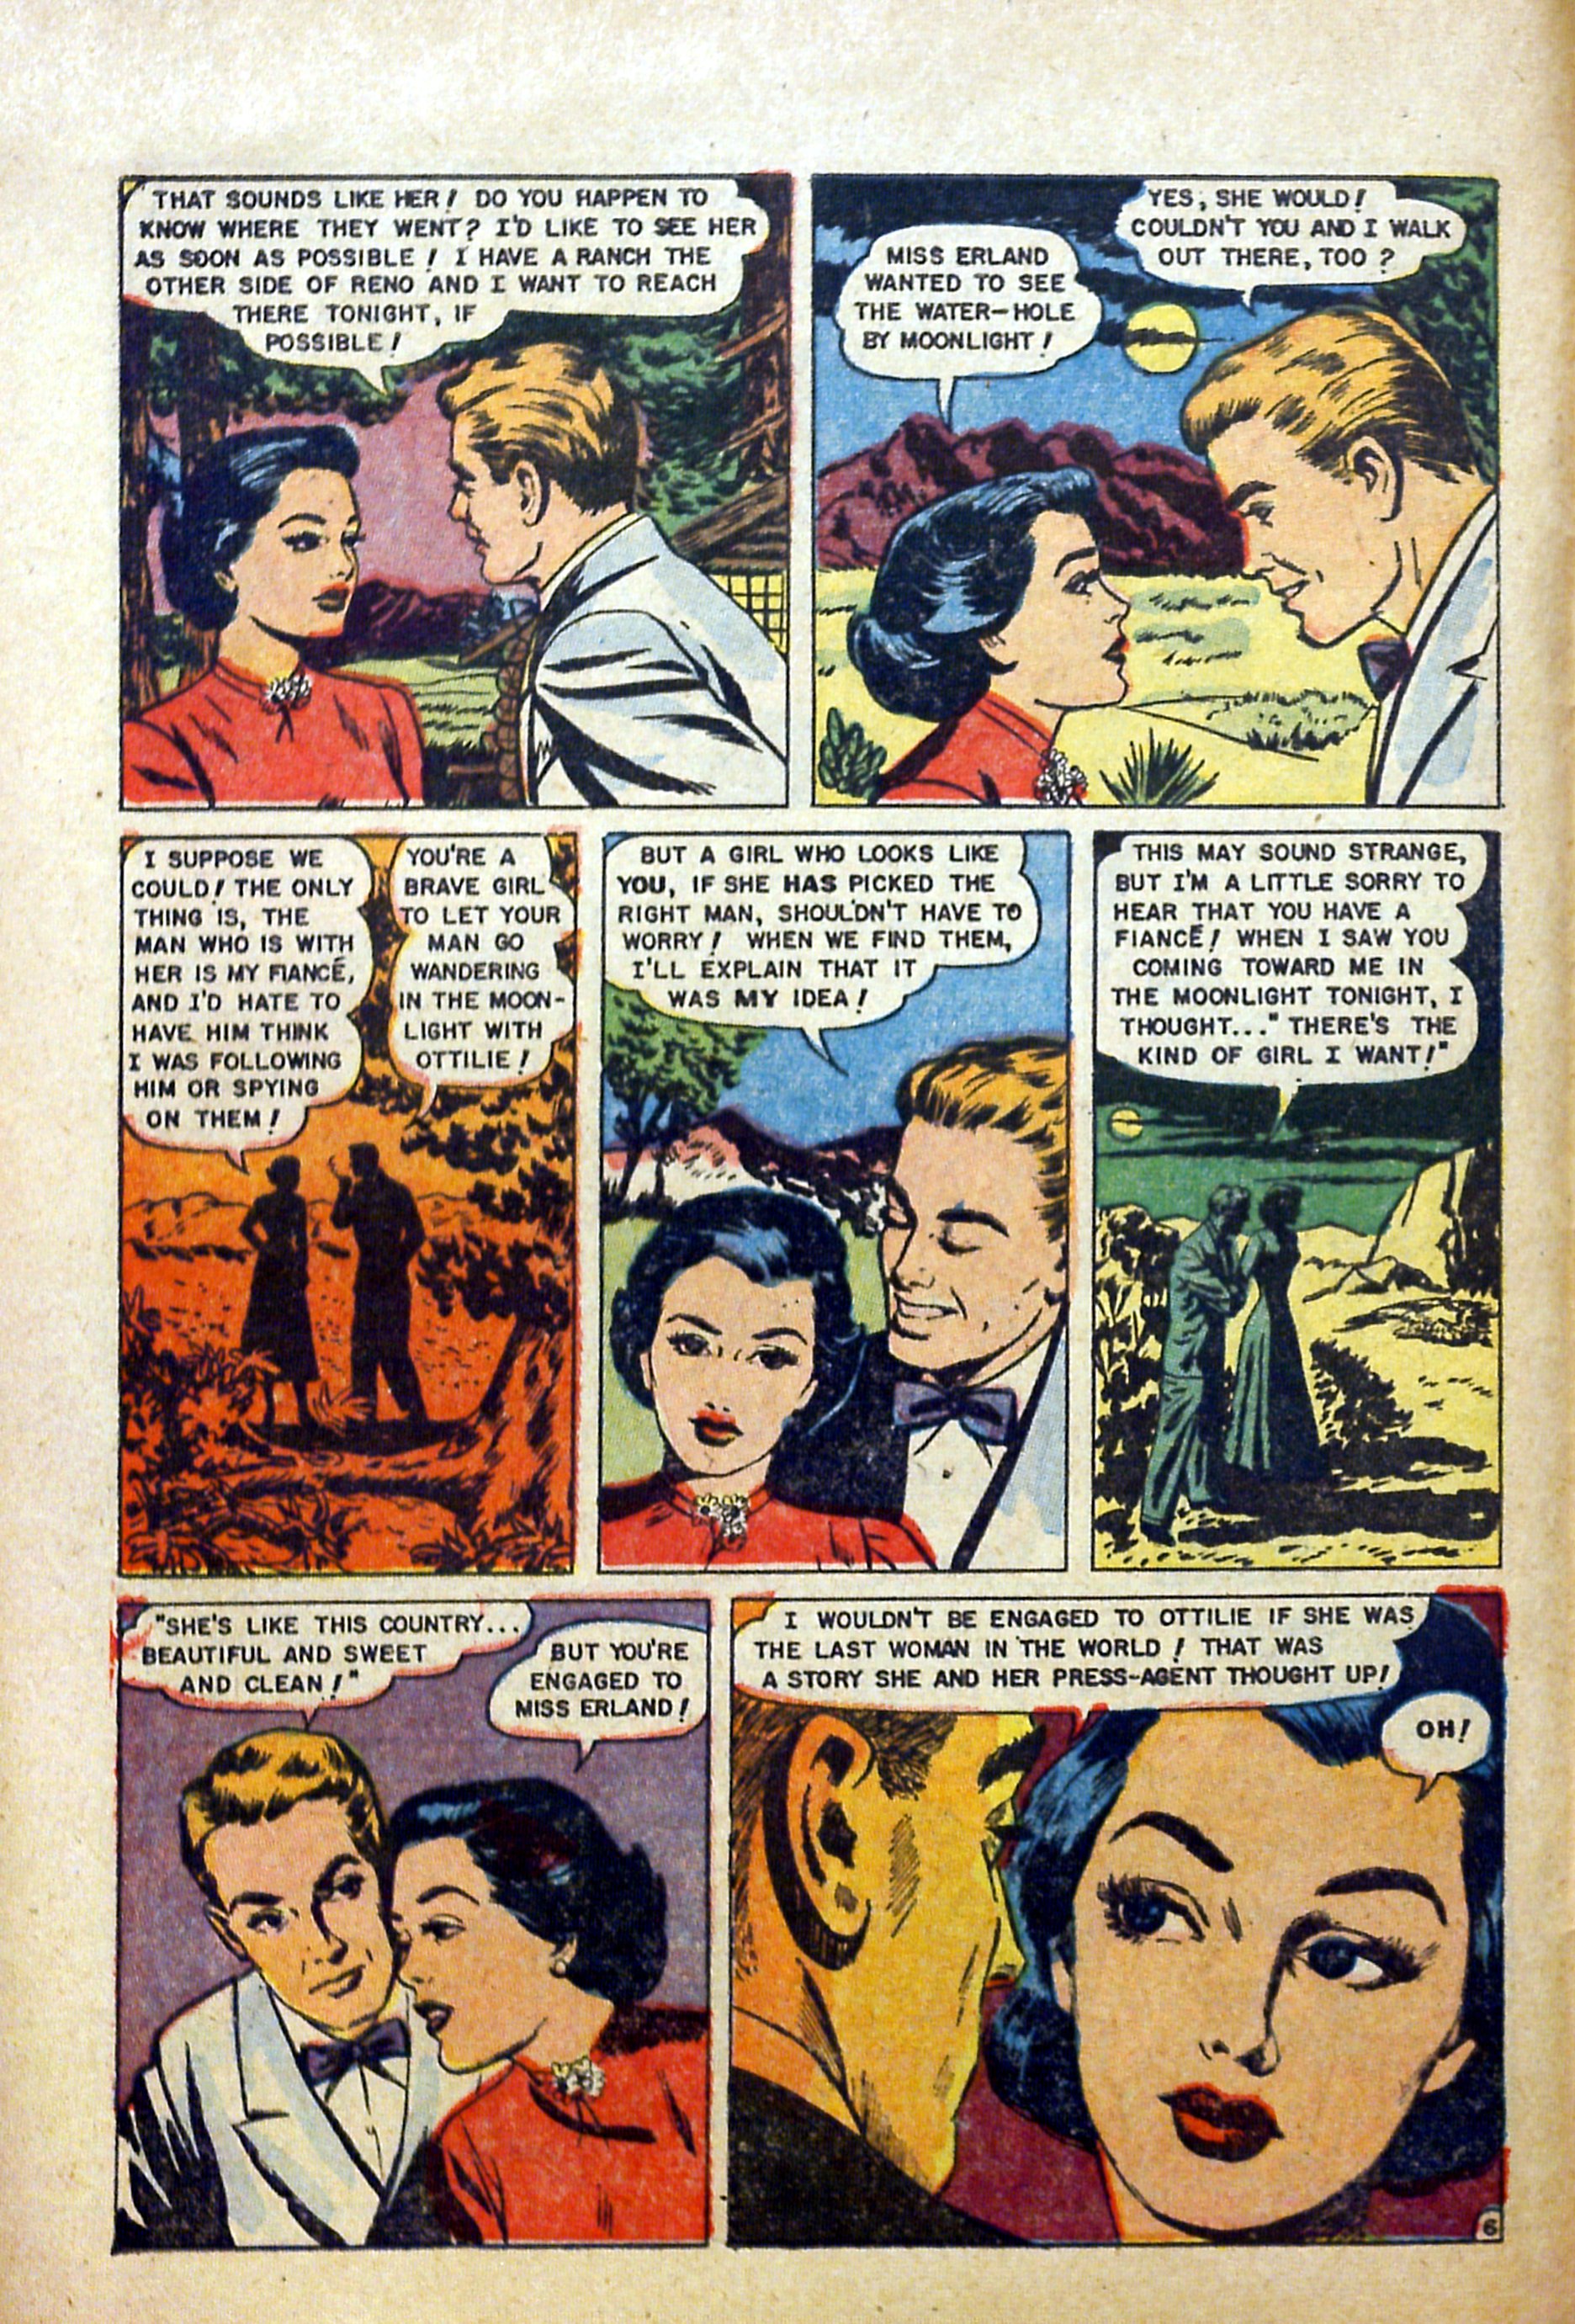 THAT SOUNDS LIKE HER! DO YOU HAPPEN TO
KNOW WHERE THEY WENT? I'D LIKE TO SEE HER
AS SOON AS POSSIBLE! I HAVE A RANCH THE
OTHER SIDE OF RENO AND I WANT TO REACH
THERE TONIGHT, IF
POSSIBLE!
MISS ERLAND
WANTED TO SEE
THE WATER-HOLE
BY MOONLIGHT!
YES, SHE WOULD!
COULDN'T YOU AND I WALK
OUT THERE, TOO?
I SUPPOSE WE
COULD! THE ONLY
THING IS, THE
MAN WHO IS WITH
HER IS MY FIANCÉ,
AND I'D HATE TO
HAVE HIM THINK
I WAS FOLLOWING
HIM OR SPYING
ON THEM!
YOU'RE A
BRAVE GIRL
TO LET YOUR
MAN GO
WANDERING
IN THE MOON-
LIGHT WITH
OTTILIE!
BUT A GIRL WHO LOOKS LIKE
YOU, IF SHE HAS PICKED THE
RIGHT MAN, SHOULDN'T HAVE TO
WORRY! WHEN WE FIND THEM,
I'LL EXPLAIN THAT IT
WAS MY IDEA!
THIS MAY SOUND STRANGE,
BUT I'M A LITTLE SORRY TO
HEAR THAT YOU HAVE A
FIANCÉ! WHEN I SAW YOU
COMING TOWARD ME IN
THE MOONLIGHT TONIGHT, I
THOUGHT..." THERE'S THE
KIND OF GIRL I WANT!"
"SHE'S LIKE THIS COUNTRY...
BEAUTIFUL AND SWEET
AND CLEAN!"
BUT YOU'RE
ENGAGED TO
MISS ERLAND!
I WOULDN'T BE ENGAGED TO OTTILIE IF SHE WAS
THE LAST WOMAN IN THE WORLD! THAT WAS
A STORY SHE AND HER PRESS-AGENT THOUGHT UP!
OH!
6